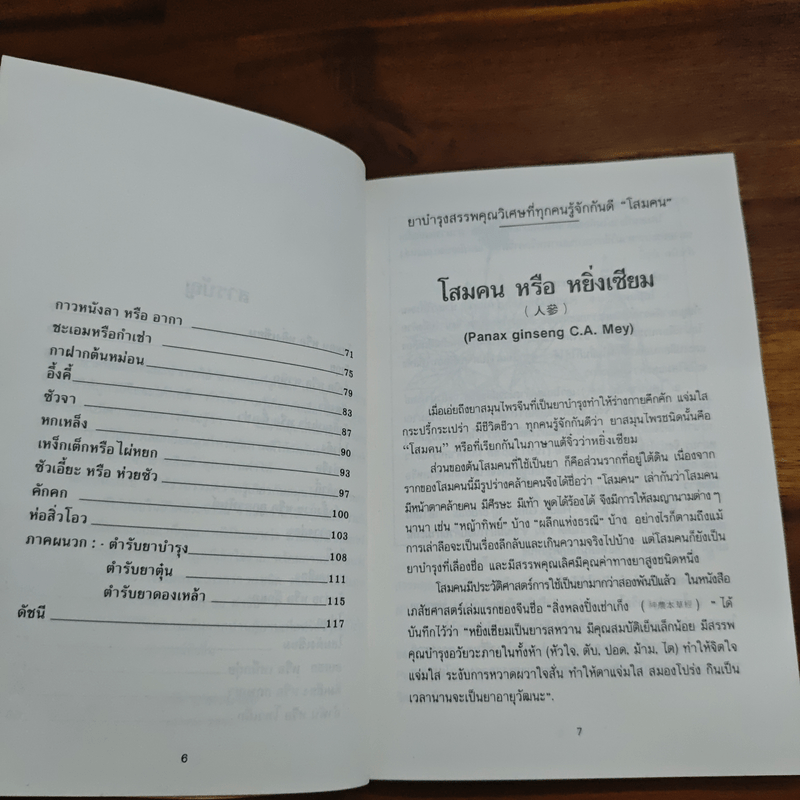 กาวหนังลา หรือ อากา 71
ชะเอมหรือกำเช่า 75
กาฝากต้นหม่อน 79
อึ้งคี้ 83
ซัวจา 87
หกเหล็ง 90
เหง็กเต็กหรือไผ่หยก 93
ซัวเอี้ยะ หรือ ห่วยซัว 97
คักคก 100
ห่อสิ่วโอว 103
ภาคผนวก : - ตำรับยาบำรุง 108
ตำรับยาตุ๋น 111
ตำรับยาดองเหล้า 115
ดัชนี 117
6
ยาบำรุงสรรพคุณวิเศษที่ทุกคนรู้จักกันดี "โสมคน"
โสมคน หรือ หยิ่งเซียม
(人參)
(Panax ginseng C.A. Mey)
เมื่อเอ่ยถึงยาสมุนไพรจีนที่เป็นยาบำรุงทำให้ร่างกายคึกคัก แจ่มใส
กระปรี้กระเปร่า มีชีวิตชีวา ทุกคนรู้จักกันดีว่า ยาสมุนไพรชนิดนั้นคือ
"โสมคน" หรือที่เรียกกันในภาษาแต้จิ๋วว่าหยิ่งเซียม
ส่วนของต้นโสมคนที่ใช้เป็นยา ก็คือส่วนรากที่อยู่ใต้ดิน เนื่องจาก
รากของโสมคนนี้มีรูปร่างคล้ายคนจึงได้ชื่อว่า "โสมคน" เล่ากันว่าโสมคน
มีหน้าตาคล้ายคน มีศีรษะ มีเท้า พูดได้ร้องได้ จึงมีการให้สมญานามต่างๆ
นานา เช่น "หญ้าทิพย์" บ้าง "ผลึกแห่งธรณี" บ้าง อย่างไรก็ตามถึงแม้
การเล่าลือจะเป็นเรื่องลึกลับและเกินความจริงไปบ้าง แต่โสมคนก็ยังเป็น
ยาบำรุงที่เลื่องชื่อ และมีสรรพคุณเลิศมีคุณค่าทางยาสูงชนิดหนึ่ง
โสมคนมีประวัติศาสตร์การใช้เป็นยามากว่าสองพันปีแล้ว ในหนังสือ
เภสัชศาสตร์เล่มแรกของจีนชื่อ "สิ่งหลงปึงเช่าเก็ง (神農本草經) " ได้
บันทึกไว้ว่า "หยิ่งเซียมเป็นยารสหวาน มีคุณสมบัติเย็นเล็กน้อย มีสรรพ
คุณบำรุงอวัยวะภายในทั้งห้า (หัวใจ, ตับ, ปอด, ม้าม, ไต) ทำให้จิตใจ
แจ่มใส ระงับการหวาดผวาใจสั่น ทำให้ตาแจ่มใส สมองโปร่ง กินเป็น
เวลานานจะเป็นยาอายุวัฒนะ".
7